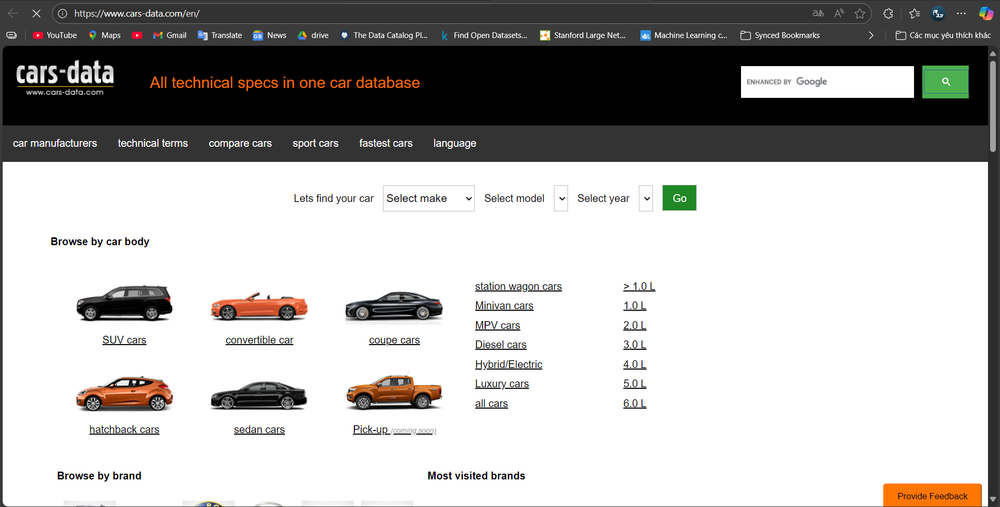 https://www.cars-data.com/en/
YouTube Maps Gmail Translate News drive The Data Catalog Pl... Find Open Datasets... Stanford Large Net... Machine Learning c... Synced Bookmarks Các mục yêu thích khác
cars-data
www.cars-data.com
All technical specs in one car database
ENHANCED BY Google
car manufacturers technical terms compare cars sport cars fastest cars language
Lets find your car Select make Select model Select year Go
Browse by car body
SUV cars convertible car coupe cars
hatchback cars sedan cars Pick-up (coming soon)
station wagon cars > 1.0 L
Minivan cars 1.0 L
MPV cars 2.0 L
Diesel cars 3.0 L
Hybrid/Electric 4.0 L
Luxury cars 5.0 L
all cars 6.0 L
Browse by brand Most visited brands
Provide Feedback